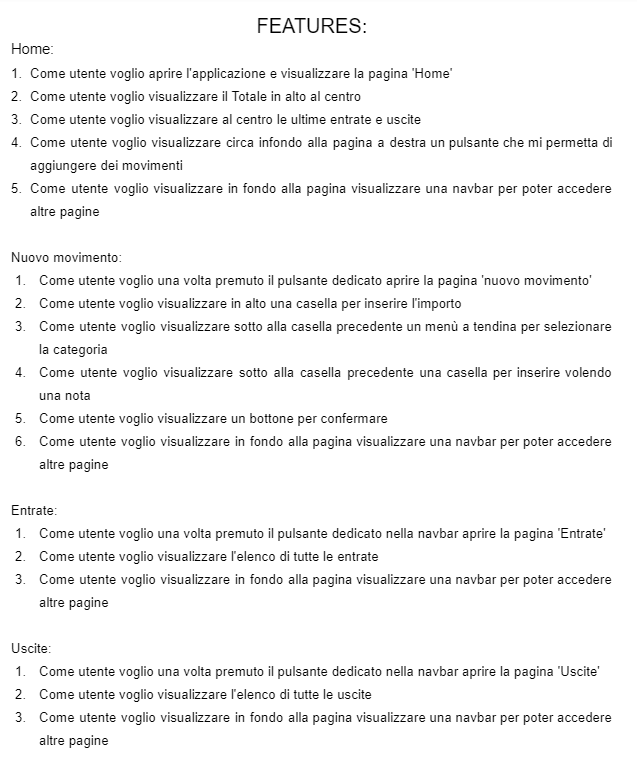 FEATURES:
Home:
1. Come utente voglio aprire l'applicazione e visualizzare la pagina 'Home'
2. Come utente voglio visualizzare il Totale in alto al centro
3. Come utente voglio visualizzare al centro le ultime entrate e uscite
4. Come utente voglio visualizzare circa infondo alla pagina a destra un pulsante che mi permetta di
aggiungere dei movimenti
5. Come utente voglio visualizzare in fondo alla pagina visualizzare una navbar per poter accedere
altre pagine
Nuovo movimento:
1. Come utente voglio una volta premuto il pulsante dedicato aprire la pagina 'nuovo movimento'
2. Come utente voglio visualizzare in alto una casella per inserire l'importo
3. Come utente voglio visualizzare sotto alla casella precedente un menù a tendina per selezionare
la categoria
4. Come utente voglio visualizzare sotto alla casella precedente una casella per inserire volendo
una nota
5. Come utente voglio visualizzare un bottone per confermare
6. Come utente voglio visualizzare in fondo alla pagina visualizzare una navbar per poter accedere
altre pagine
Entrate:
1. Come utente voglio una volta premuto il pulsante dedicato nella navbar aprire la pagina 'Entrate'
2. Come utente voglio visualizzare l'elenco di tutte le entrate
3. Come utente voglio visualizzare in fondo alla pagina visualizzare una navbar per poter accedere
altre pagine
Uscite:
1. Come utente voglio una volta premuto il pulsante dedicato nella navbar aprire la pagina 'Uscite'
2. Come utente voglio visualizzare l'elenco di tutte le uscite
3. Come utente voglio visualizzare in fondo alla pagina visualizzare una navbar per poter accedere
altre pagine